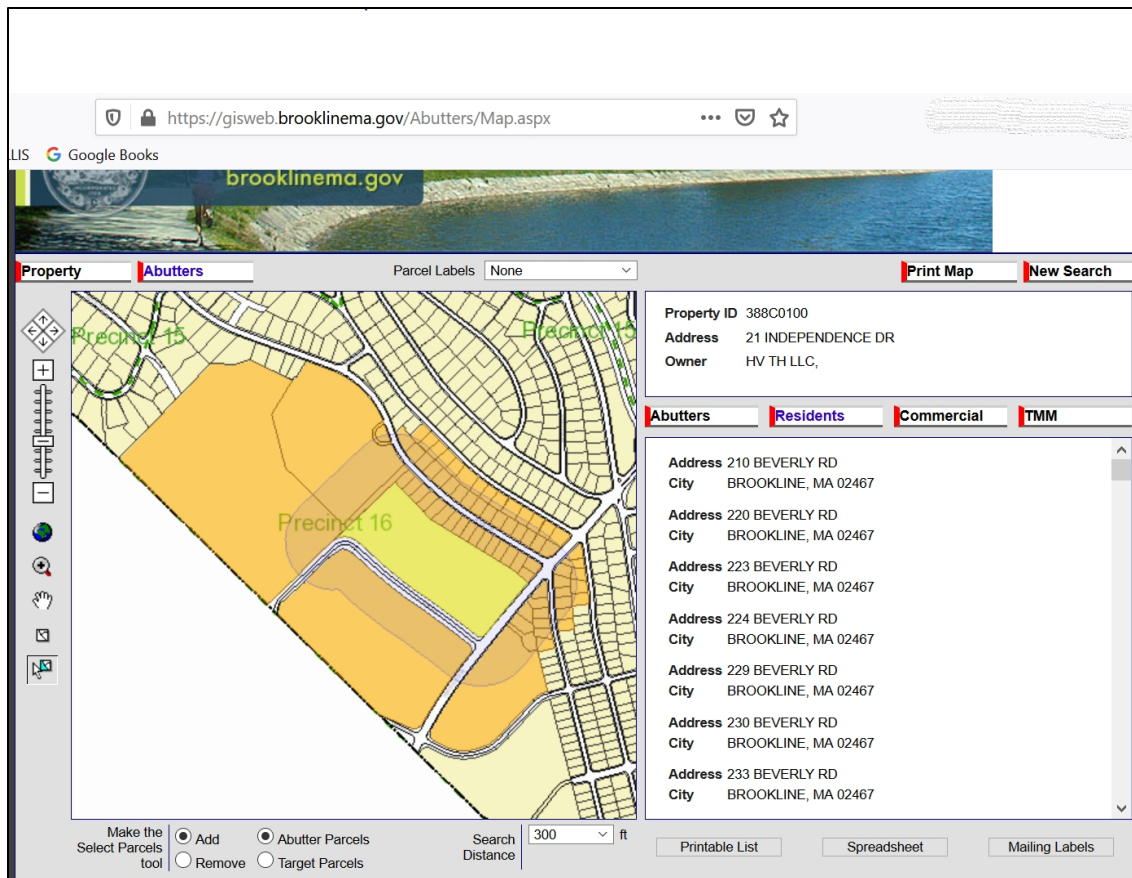 https://gisweb.brooklinema.gov/Abutters/Map.aspx
LIS Google Books
INCORPORATED
brooklinema.gov
Property Abutters Parcel Labels None Print Map New Search
Precinct 15 Precinct 15
Precinct 16
Property ID 388C0100
Address 21 INDEPENDENCE DR
Owner HV TH LLC,
Abutters Residents Commercial TMM
Address 210 BEVERLY RD
City BROOKLINE, MA 02467
Address 220 BEVERLY RD
City BROOKLINE, MA 02467
Address 223 BEVERLY RD
City BROOKLINE, MA 02467
Address 224 BEVERLY RD
City BROOKLINE, MA 02467
Address 229 BEVERLY RD
City BROOKLINE, MA 02467
Address 230 BEVERLY RD
City BROOKLINE, MA 02467
Address 233 BEVERLY RD
City BROOKLINE, MA 02467
Make the
Select Parcels
tool
Add Abutter Parcels
Remove Target Parcels
Search
Distance
300 ft
Printable List Spreadsheet Mailing Labels